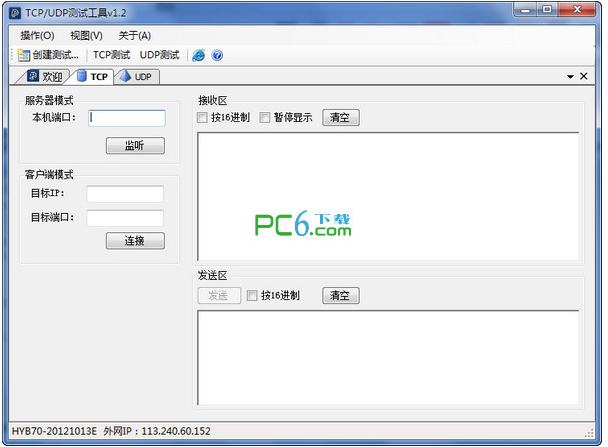 TCP/UDP测试工具v1.2
操作(O) 视图(V) 关于(A)
创建测试... TCP测试 UDP测试
欢迎 TCP UDP
服务器模式
本机端口：
监听
客户端模式
目标IP：
目标端口：
连接
接收区
按16进制 暂停显示 清空
PC6下载
.com
发送区
发送 按16进制 清空
HYB70-20121013E 外网IP：113.240.60.152